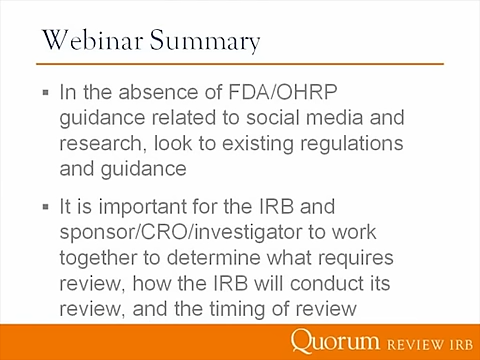 Webinar Summary
▪ In the absence of FDA/OHRP
guidance related to social media and
research, look to existing regulations
and guidance
▪ It is important for the IRB and
sponsor/CRO/investigator to work
together to determine what requires
review, how the IRB will conduct its
review, and the timing of review
Quorum REVIEW IRB